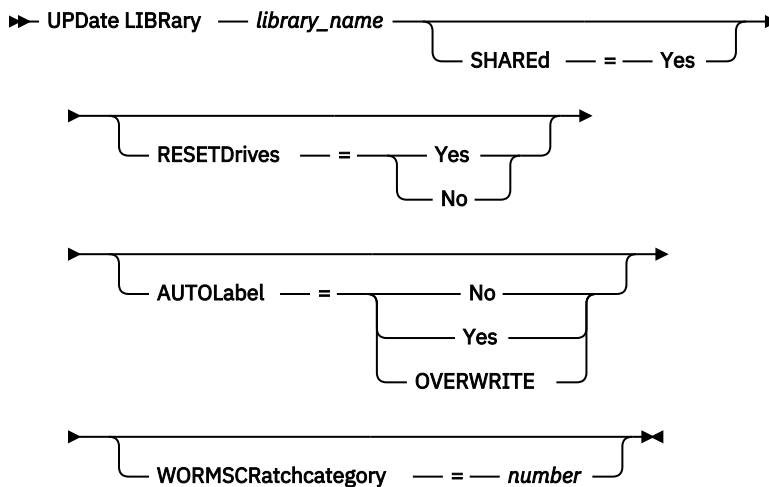 UPDate LIBRary library_name
SHAREd = Yes
RESETDrives = Yes
No
AUTOLabel = No
Yes
OVERWRITE
WORMSCRatchcategory = number